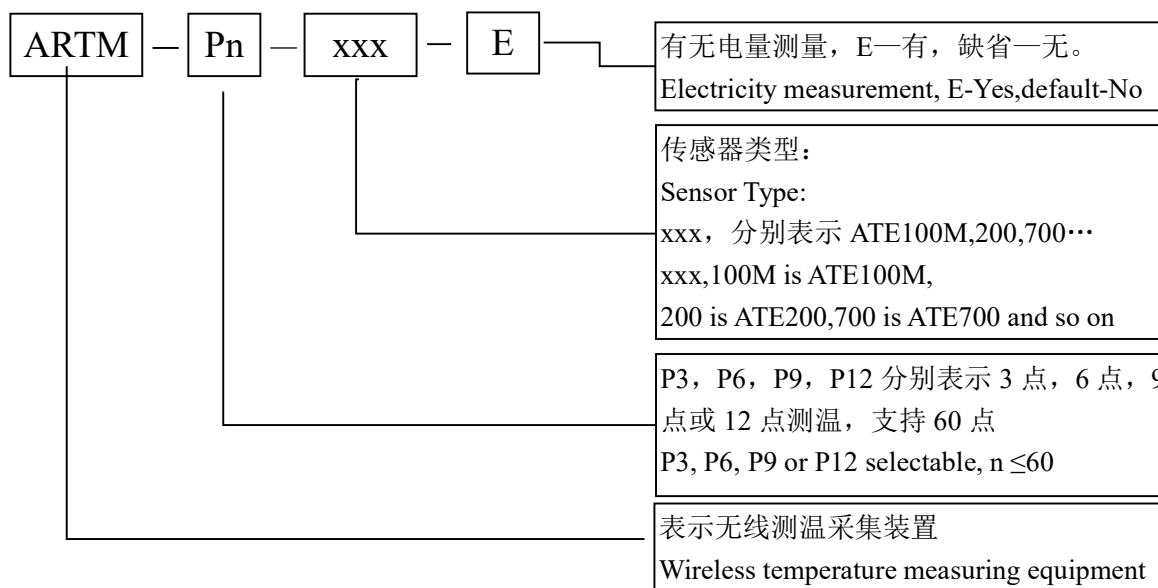 ARTM — Pn — xxx — E
有无电量测量，E—有，缺省—无。
Electricity measurement, E-Yes,default-No
传感器类型：
Sensor Type:
xxx，分别表示 ATE100M,200,700···
xxx,100M is ATE100M,
200 is ATE200,700 is ATE700 and so on
P3，P6，P9，P12 分别表示 3 点，6 点，9
点或 12 点测温，支持 60 点
P3, P6, P9 or P12 selectable, n ≤60
表示无线测温采集装置
Wireless temperature measuring equipment